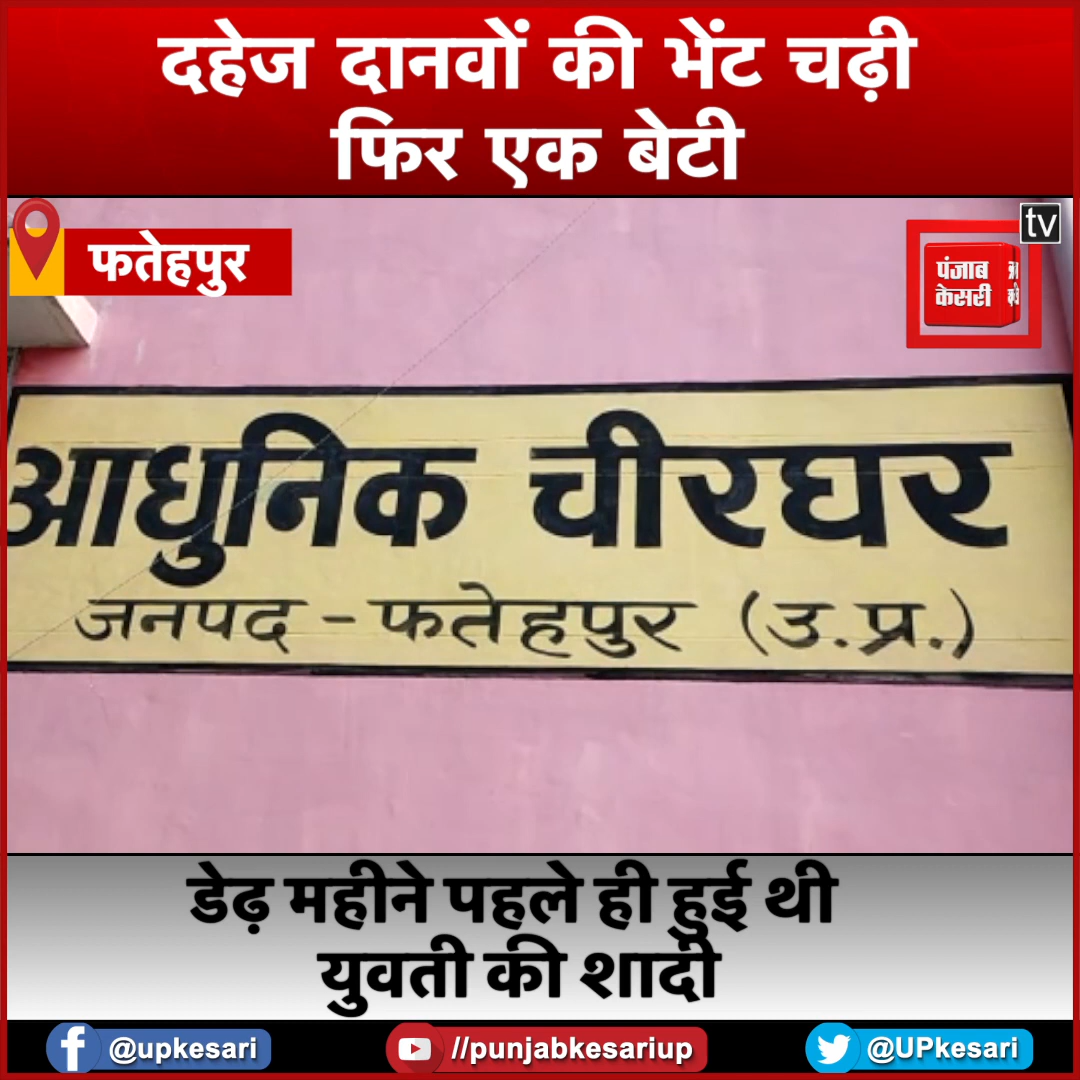 दहेज दानवों की भेंट चढ़ी
फिर एक बेटी
tv
फतेहपुर
पंजाब
केसरी
आधुनिक चीरघर
जनपद - फतेहपुर (उ.प्र.)
डेढ़ महीने पहले ही हुई थी
युवती की शादी
@upkesari
//punjabkesariup
@UPkesari